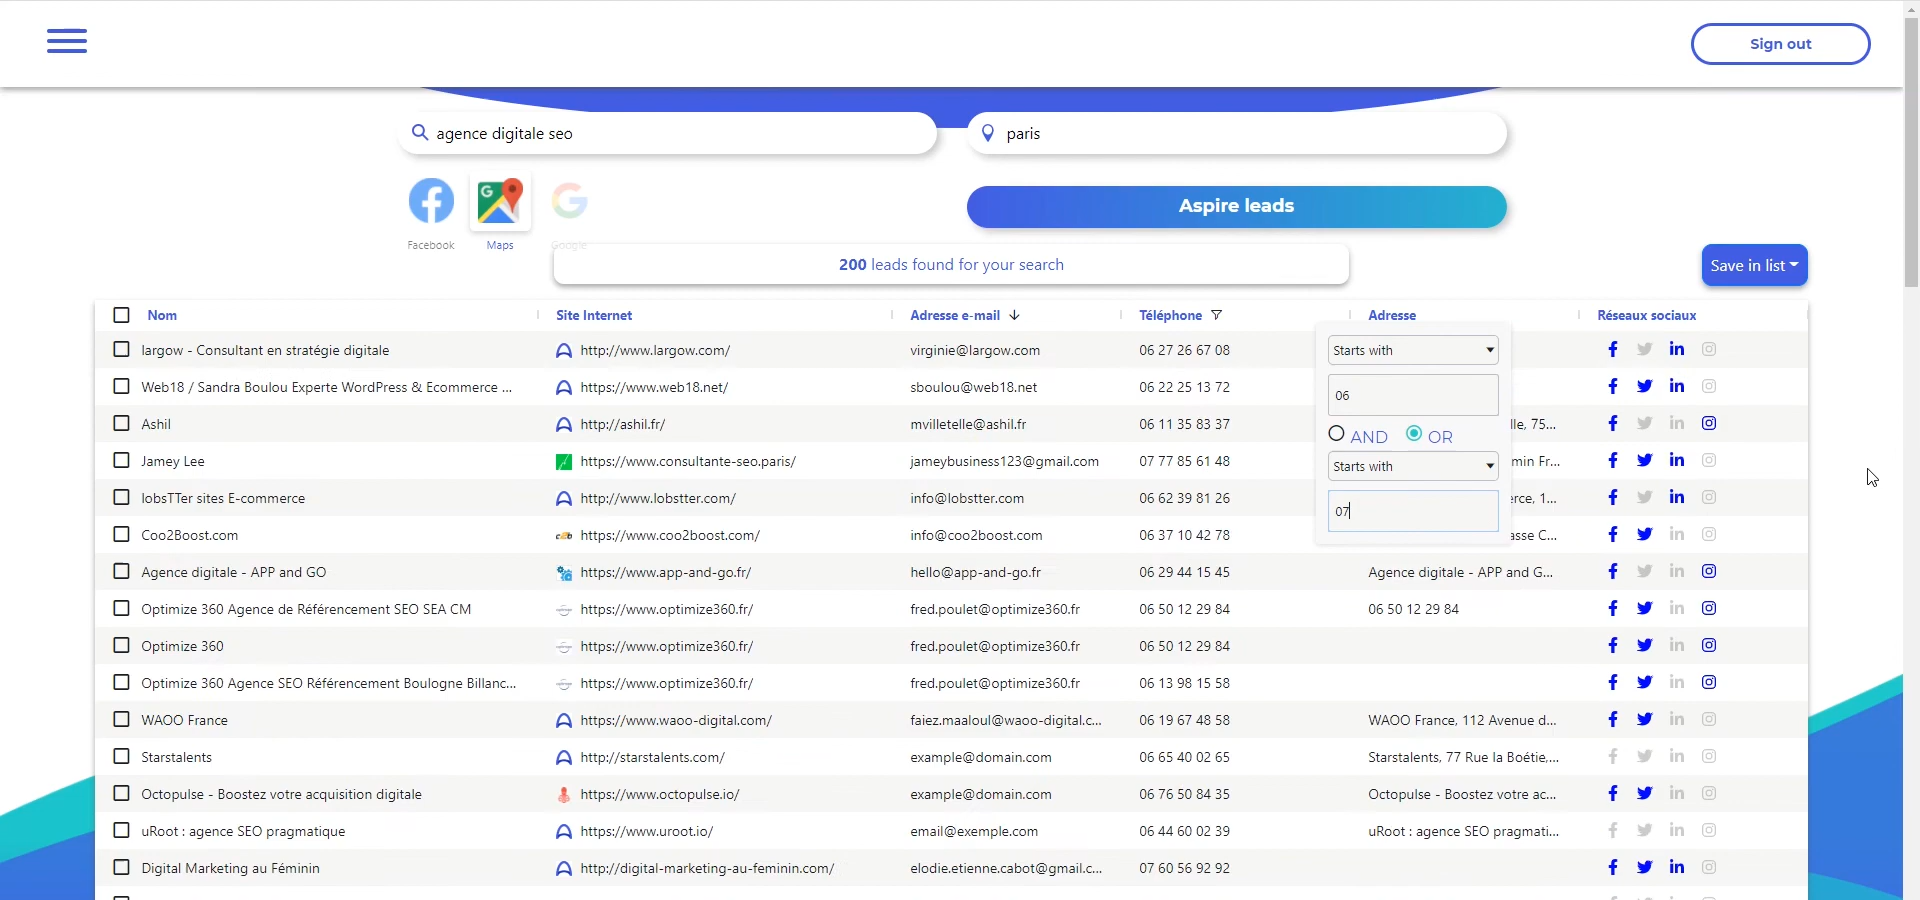 Sign out
agence digitale seo
paris
Facebook
Maps
Google
Aspire leads
200 leads found for your search
Save in list
Nom Site Internet Adresse e-mail Téléphone Adresse Réseaux sociaux
largow - Consultant en stratégie digitale http://www.largow.com/ virginie@largow.com 06 27 26 67 08
Starts with
Web18 / Sandra Boulou Experte WordPress & Ecommerce ... https://www.web18.net/ sboulou@web18.net 06 22 25 13 72
06
Ashil http://ashil.fr/ mvilletelle@ashil.fr 06 11 35 83 37 lle, 75...
AND OR
Jamey Lee https://www.consultante-seo.paris/ jameybusiness123@gmail.com 07 77 85 61 48 min Fr...
Starts with
lobsTTer sites E-commerce http://www.lobstter.com/ info@lobstter.com 06 62 39 81 26 erce, 1...
07
Coo2Boost.com https://www.coo2boost.com/ info@coo2boost.com 06 37 10 42 78 asse C...
Agence digitale - APP and GO https://www.app-and-go.fr/ hello@app-and-go.fr 06 29 44 15 45 Agence digitale - APP and G...
Optimize 360 Agence de Référencement SEO SEA CM https://www.optimize360.fr/ fred.poulet@optimize360.fr 06 50 12 29 84 06 50 12 29 84
Optimize 360 https://www.optimize360.fr/ fred.poulet@optimize360.fr 06 50 12 29 84
Optimize 360 Agence SEO Référencement Boulogne Billanc... https://www.optimize360.fr/ fred.poulet@optimize360.fr 06 13 98 15 58
WAOO France https://www.waoo-digital.com/ faiez.maaloul@waoo-digital.c... 06 19 67 48 58 WAOO France, 112 Avenue d...
Starstalents http://starstalents.com/ example@domain.com 06 65 40 02 65 Starstalents, 77 Rue la Boétie,...
Octopulse - Boostez votre acquisition digitale https://www.octopulse.io/ example@domain.com 06 76 50 84 35 Octopulse - Boostez votre ac...
uRoot : agence SEO pragmatique https://www.uroot.io/ email@exemple.com 06 44 60 02 39 uRoot : agence SEO pragmati...
Digital Marketing au Féminin http://digital-marketing-au-feminin.com/ elodie.etienne.cabot@gmail.c... 07 60 56 92 92